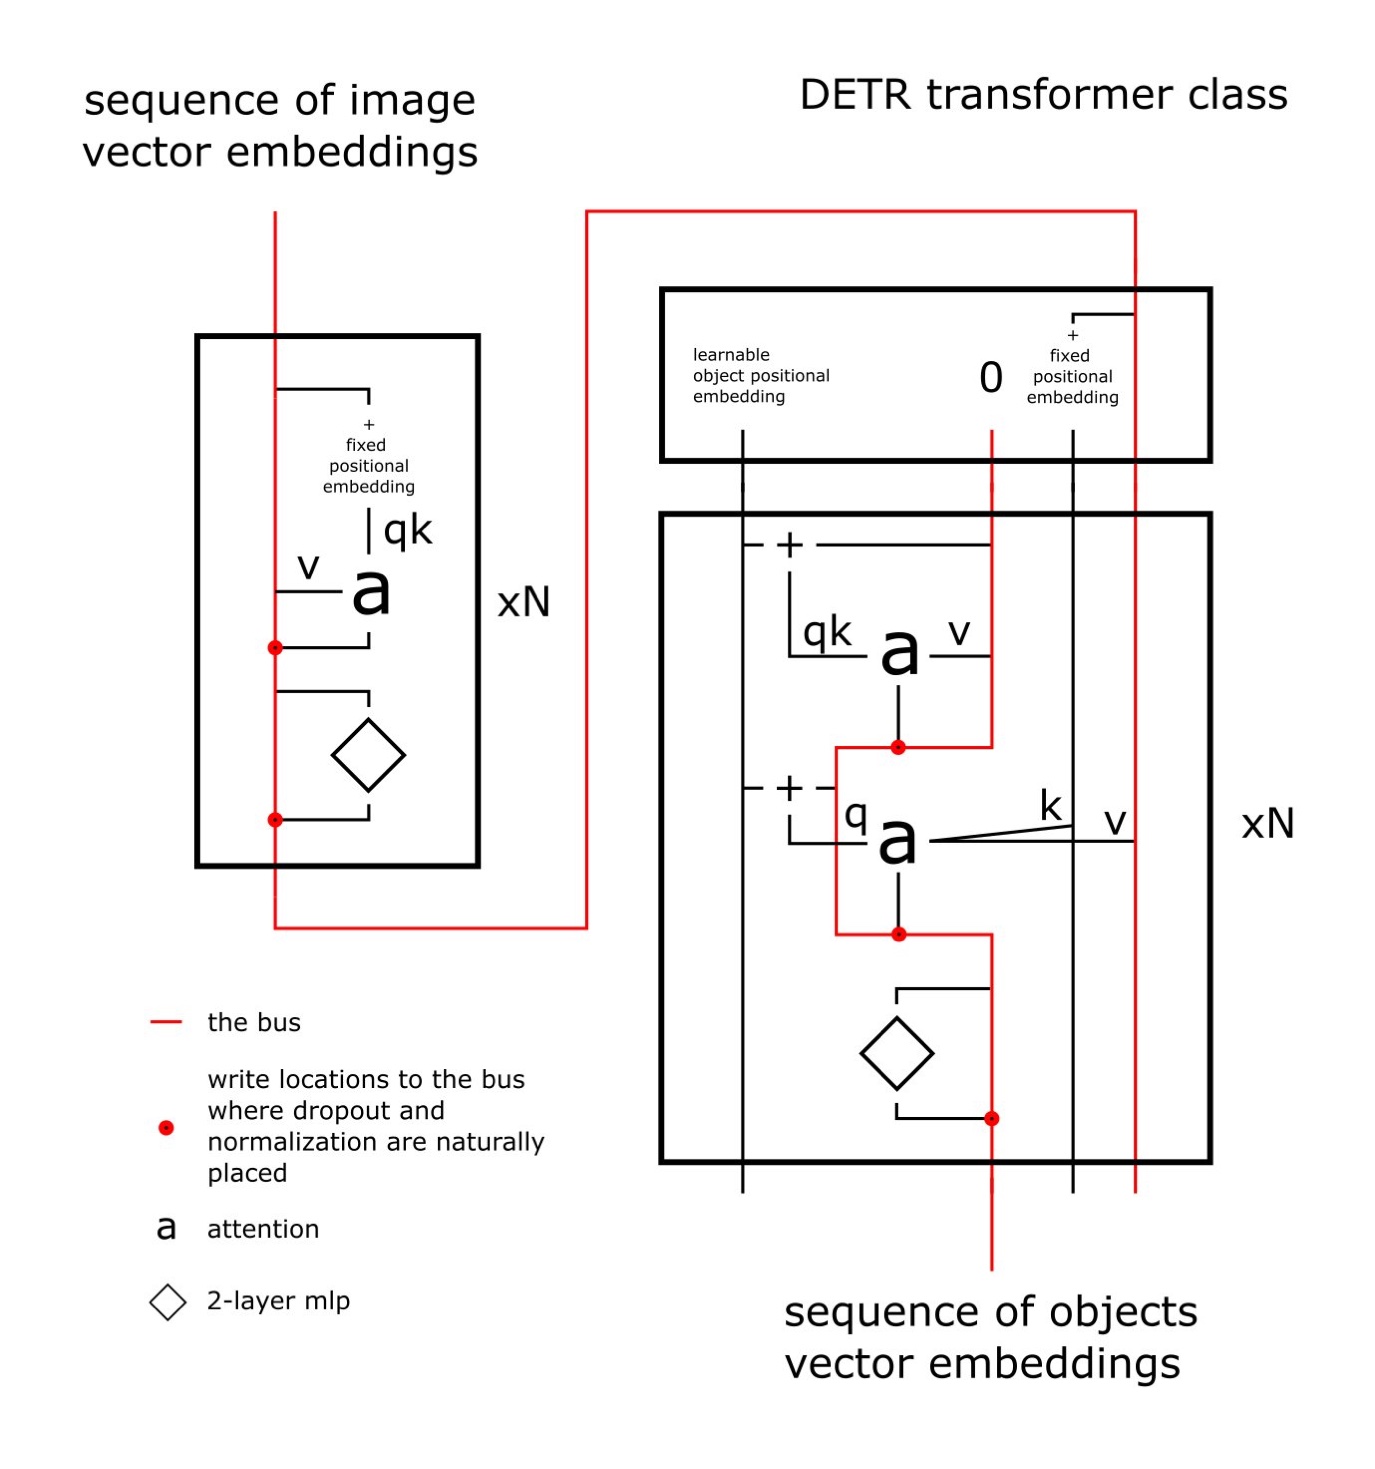 sequence of image
vector embeddings
DETR transformer class
+
fixed
positional
embedding
qk
v
a
xN
learnable
object positional
embedding
0
+
fixed
positional
embedding
+
qk
a
v
+
q
a
k
v
xN
the bus
write locations to the bus
where dropout and
normalization are naturally
placed
a attention
2-layer mlp
sequence of objects
vector embeddings